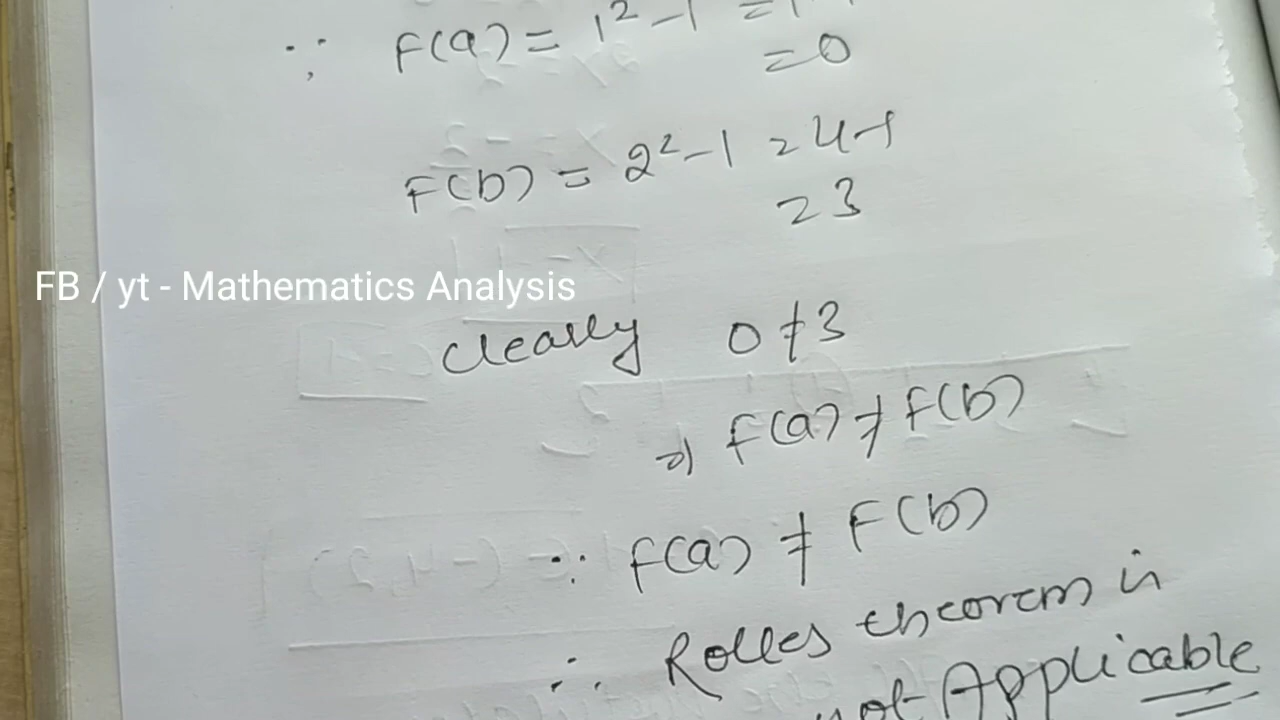 ∵ F(a) = 1² - 1 = 1
= 0
F(b) = 2² - 1 = 4 - 1
= 3
FB / yt - Mathematics Analysis
Clearly 0 ≠ 3
⇒ F(a) ≠ F(b)
∵ F(a) ≠ F(b)
∴ Rolles theorem is
not Applicable